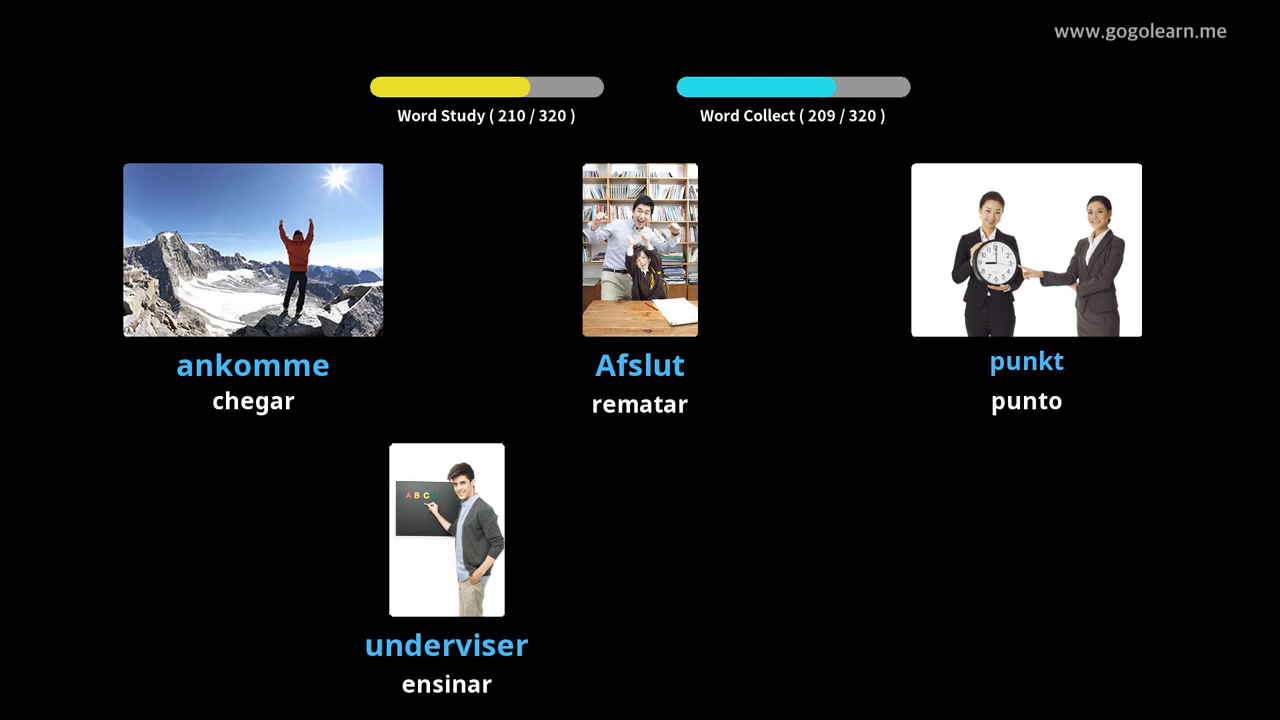 www.gogolearn.me
Word Study ( 210 / 320 )
Word Collect ( 209 / 320 )
ankomme
chegar
Afslut
rematar
punkt
punto
A B C
underviser
ensinar